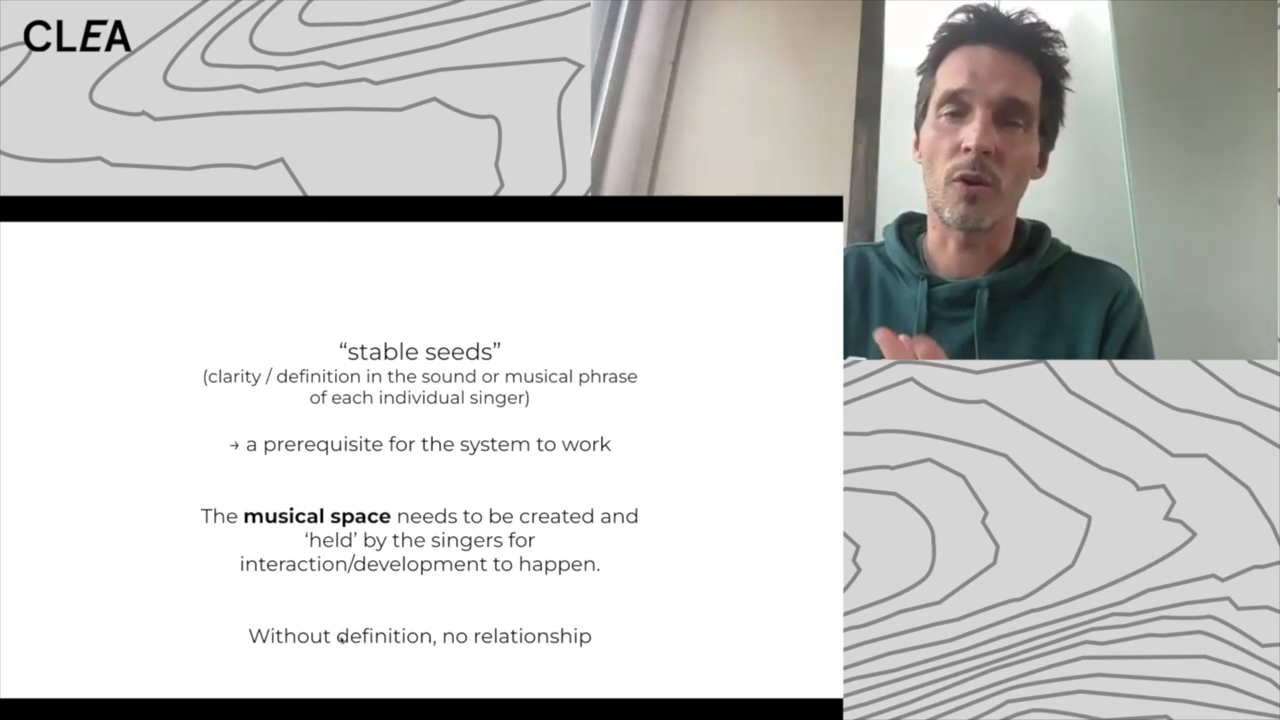 CLEA
“stable seeds”
(clarity / definition in the sound or musical phrase
of each individual singer)
→ a prerequisite for the system to work
The musical space needs to be created and
‘held’ by the singers for
interaction/development to happen.
Without definition, no relationship